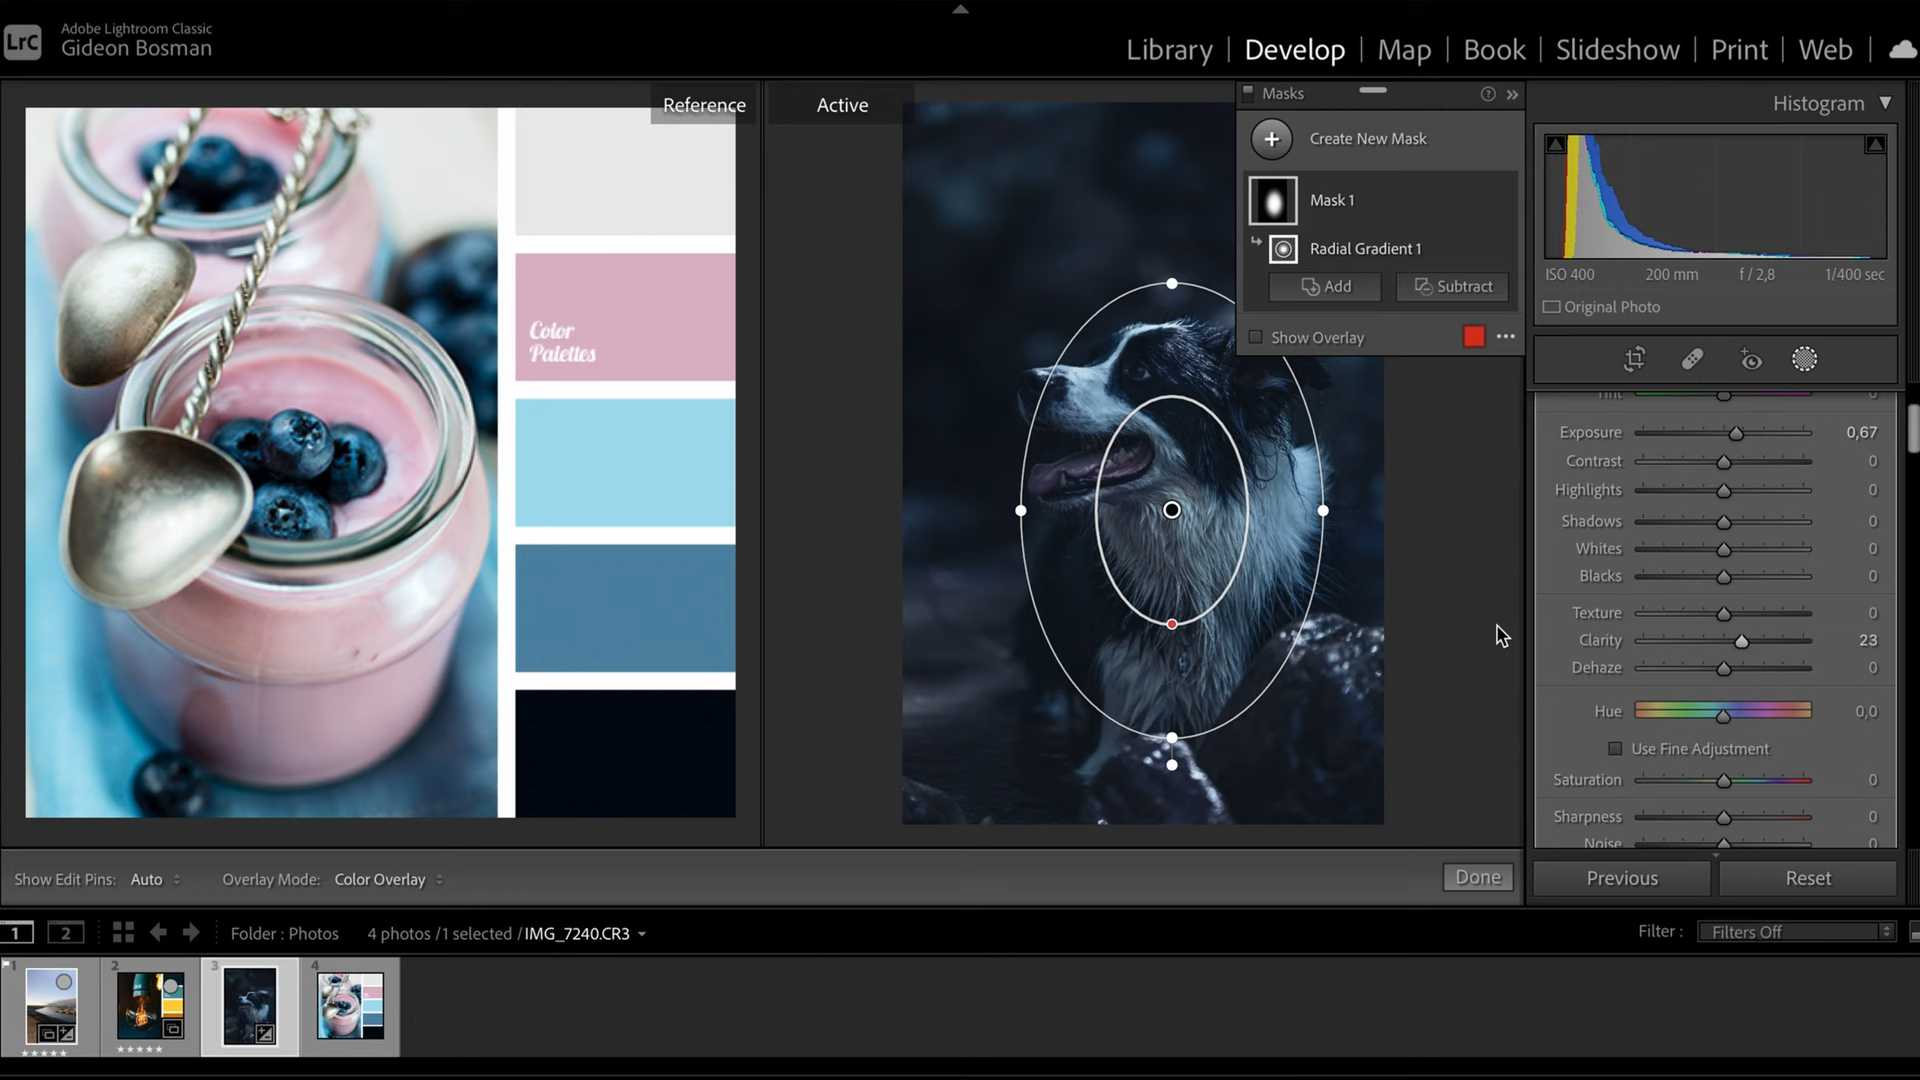 LrC
Adobe Lightroom Classic
Gideon Bosman
Library | Develop | Map | Book | Slideshow | Print | Web |
Reference
Active
Color
Palettes
Masks
Create New Mask
Mask 1
Radial Gradient 1
Add
Subtract
Show Overlay
Histogram
ISO 400 200 mm f / 2,8 1/400 sec
Original Photo
Tint 0
Exposure 0,67
Contrast 0
Highlights 0
Shadows 0
Whites 0
Blacks 0
Texture 0
Clarity 23
Dehaze 0
Hue 0,0
Use Fine Adjustment
Saturation 0
Sharpness 0
Noise 0
Show Edit Pins: Auto Overlay Mode: Color Overlay
Done
Previous
Reset
1 2 Folder : Photos 4 photos /1 selected /IMG_7240.CR3
Filter : Filters Off
1
2
3
4